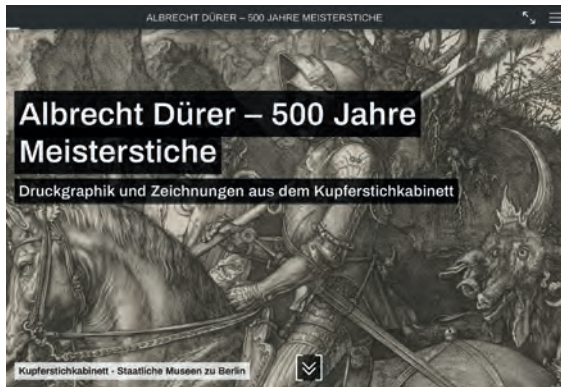 ALBRECHT DÜRER – 500 JAHRE MEISTERSTICHE
Albrecht Dürer – 500 Jahre
Meisterstiche
Druckgraphik und Zeichnungen aus dem Kupferstichkabinett
Kupferstichkabinett - Staatliche Museen zu Berlin